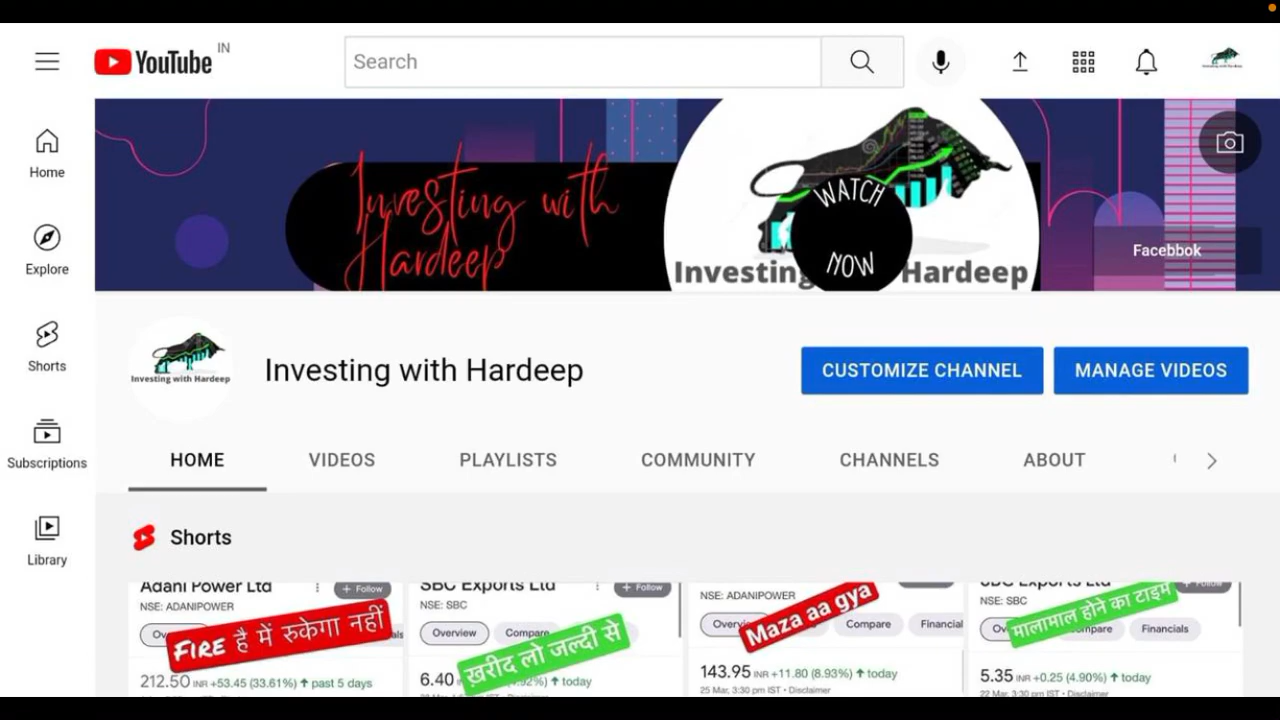 YouTube IN
Search
Home
Explore
Shorts
Subscriptions
Library
Investing with
Hardeep
WATCH
NOW
Investing Hardeep
Facebbok
Investing with Hardeep
Investing with Hardeep
CUSTOMIZE CHANNEL
MANAGE VIDEOS
HOME
VIDEOS
PLAYLISTS
COMMUNITY
CHANNELS
ABOUT
Shorts
Adani Power Ltd
+ Follow
NSE: ADANIPOWER
FIRE है में रुकेगा नहीं
212.50 INR +53.45 (33.61%) ↑ past 5 days
SBC Exports Ltd
+ Follow
NSE: SBC
Overview
Compare
ख़रीद लो जल्दी से
6.40
↑ today
NSE: ADANIPOWER
Maza aa gya
Compare
Financial
143.95 INR +11.80 (8.93%) ↑ today
25 Mar, 3:30 pm IST • Disclaimer
SBC Exports Ltd
NSE: SBC
मालामाल होने का टाइम
Financials
5.35 INR +0.25 (4.90%) ↑ today
22 Mar, 3:30 pm IST • Disclaimer